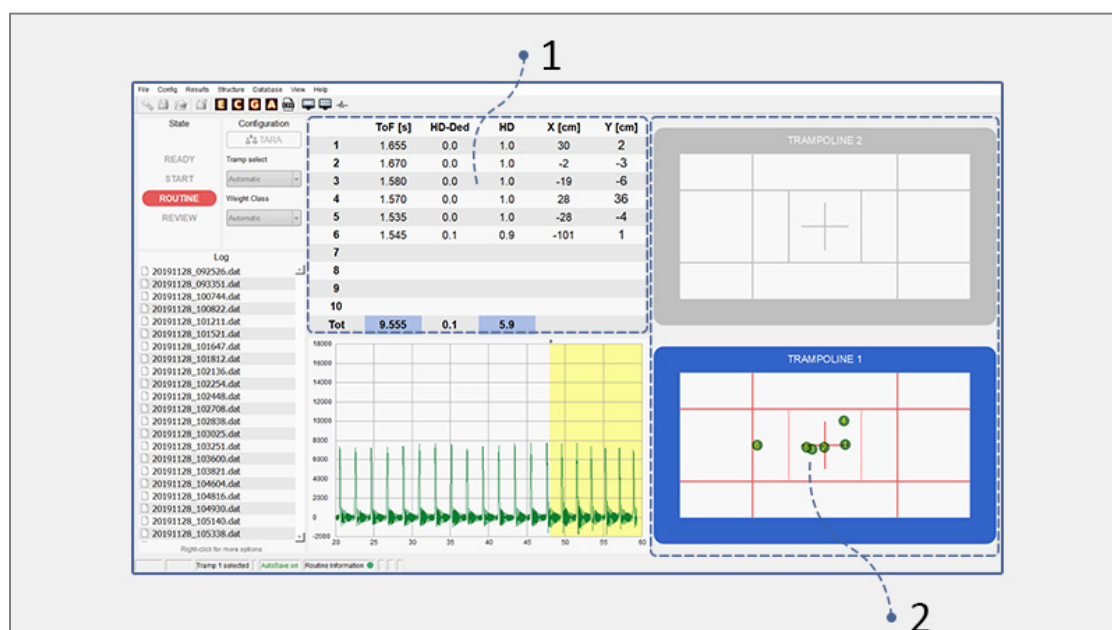 1
File Config Results Structure Database View Help
E C G A
State Configuration
TARA
READY Tramp select
START Automatic
ROUTINE Weight Class
REVIEW Automatic
Log
20191128_092526.dat
20191128_093351.dat
20191128_100744.dat
20191128_100822.dat
20191128_101211.dat
20191128_101521.dat
20191128_101647.dat
20191128_101812.dat
20191128_102136.dat
20191128_102254.dat
20191128_102448.dat
20191128_102708.dat
20191128_102838.dat
20191128_103025.dat
20191128_103251.dat
20191128_103600.dat
20191128_103821.dat
20191128_104604.dat
20191128_104816.dat
20191128_104930.dat
20191128_105140.dat
20191128_105338.dat
Right-click for more options
ToF [s] HD-Ded HD X [cm] Y [cm]
1 1.655 0.0 1.0 30 2
2 1.670 0.0 1.0 -2 -3
3 1.580 0.0 1.0 -19 -6
4 1.570 0.0 1.0 28 36
5 1.535 0.0 1.0 -28 -4
6 1.545 0.1 0.9 -101 1
7
8
9
10
Tot 9.555 0.1 5.9
18000
16000
14000
12000
10000
8000
6000
4000
2000
0
-2000
20 25 30 35 40 45 50 55 60
TRAMPOLINE 2
TRAMPOLINE 1
4
6 5 3 2 1
Tramp 1 selected AutoSave on Routine Information
2